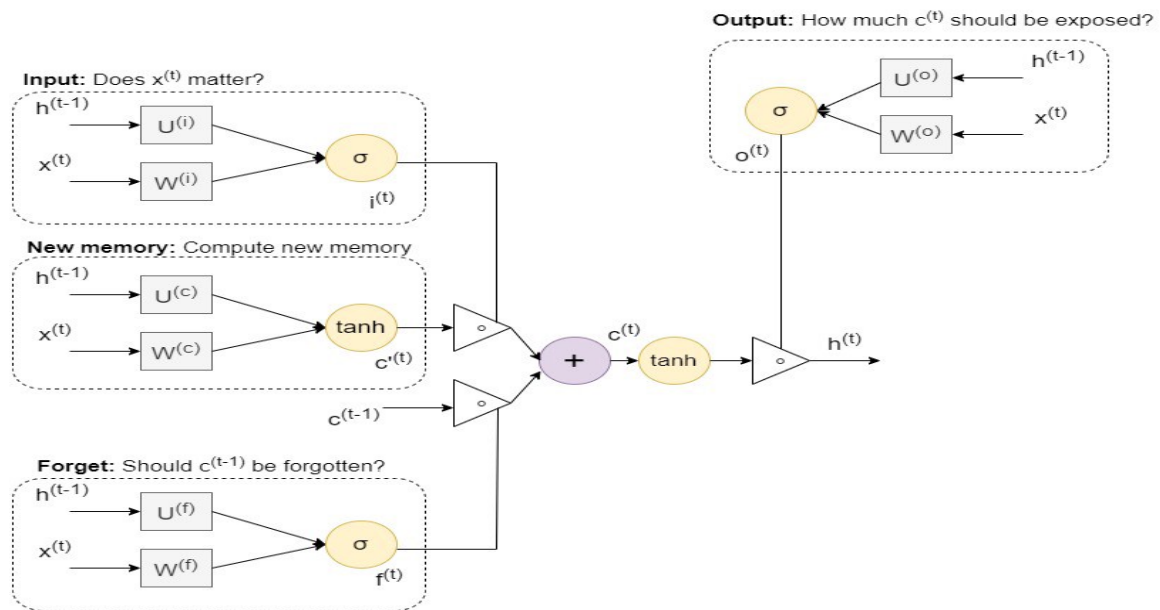 Output: How much c(t) should be exposed?
h(t-1)
U(o)
σ
x(t)
W(o)
o(t)
Input: Does x(t) matter?
h(t-1)
U(i)
σ
x(t)
W(i)
i(t)
New memory: Compute new memory
h(t-1)
U(c)
tanh
x(t)
W(c)
c'(t)
∘
+
c(t)
tanh
∘
h(t)
c(t-1)
∘
Forget: Should c(t-1) be forgotten?
h(t-1)
U(f)
σ
x(t)
W(f)
f(t)